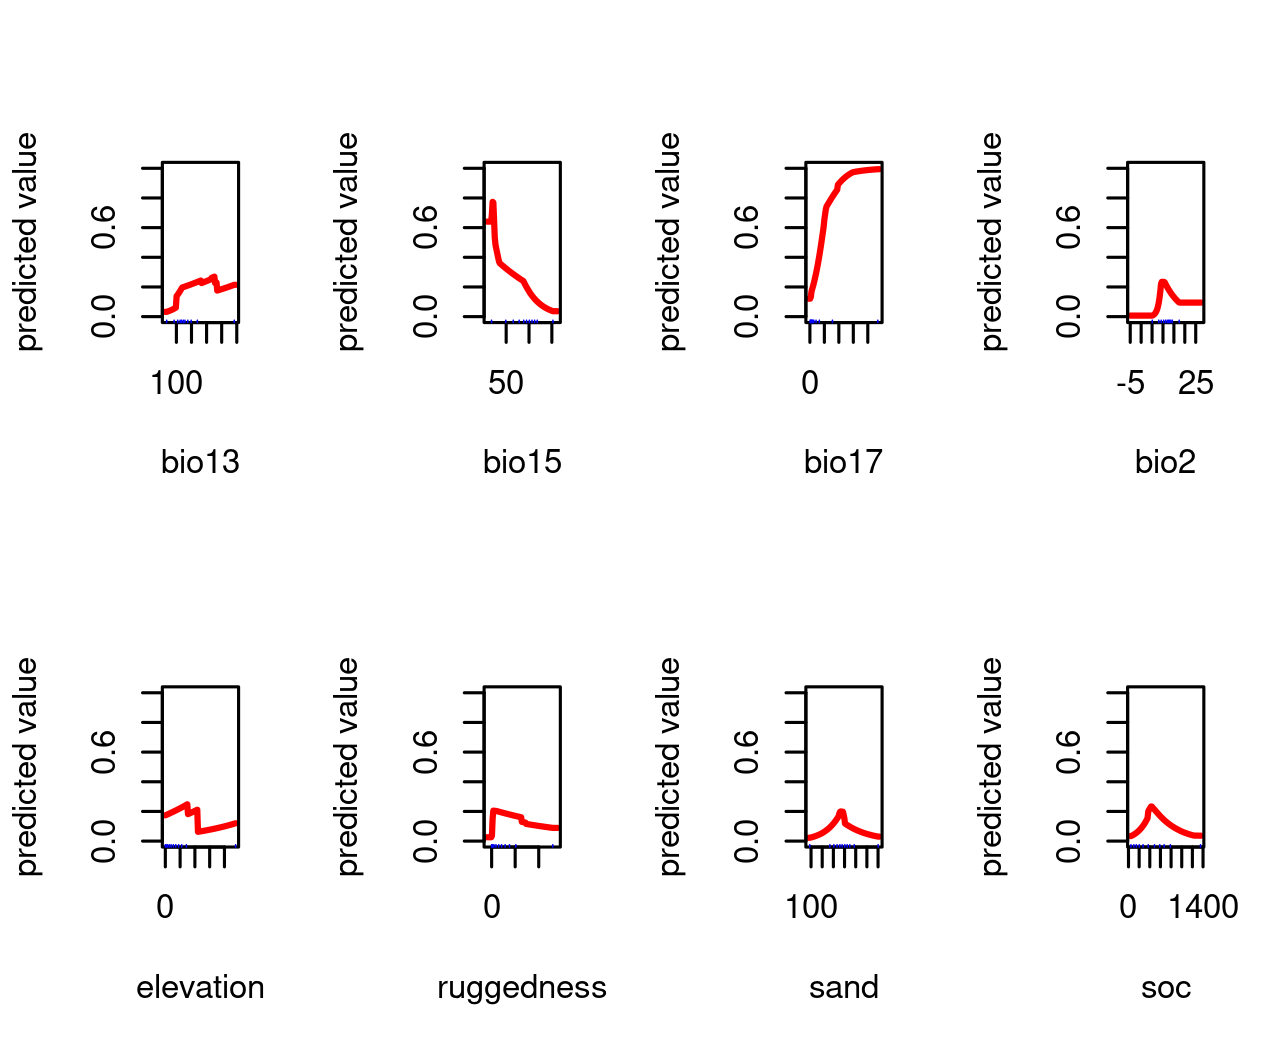 predicted value
0.0 0.6
100
bio13
predicted value
0.0 0.6
50
bio15
predicted value
0.0 0.6
0
bio17
predicted value
0.0 0.6
-5 25
bio2
predicted value
0.0 0.6
0
elevation
predicted value
0.0 0.6
0
ruggedness
predicted value
0.0 0.6
100
sand
predicted value
0.0 0.6
0 1400
soc